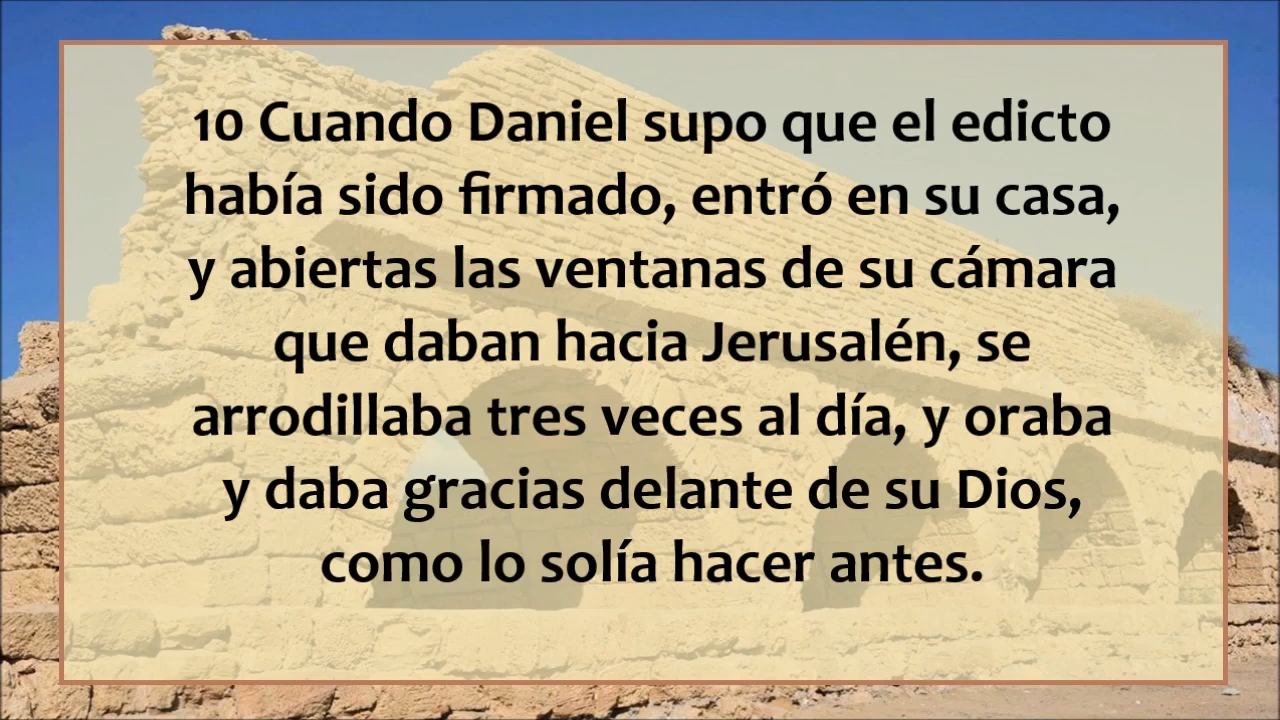 10 Cuando Daniel supo que el edicto
había sido firmado, entró en su casa,
y abiertas las ventanas de su cámara
que daban hacia Jerusalén, se
arrodillaba tres veces al día, y oraba
y daba gracias delante de su Dios,
como lo solía hacer antes.